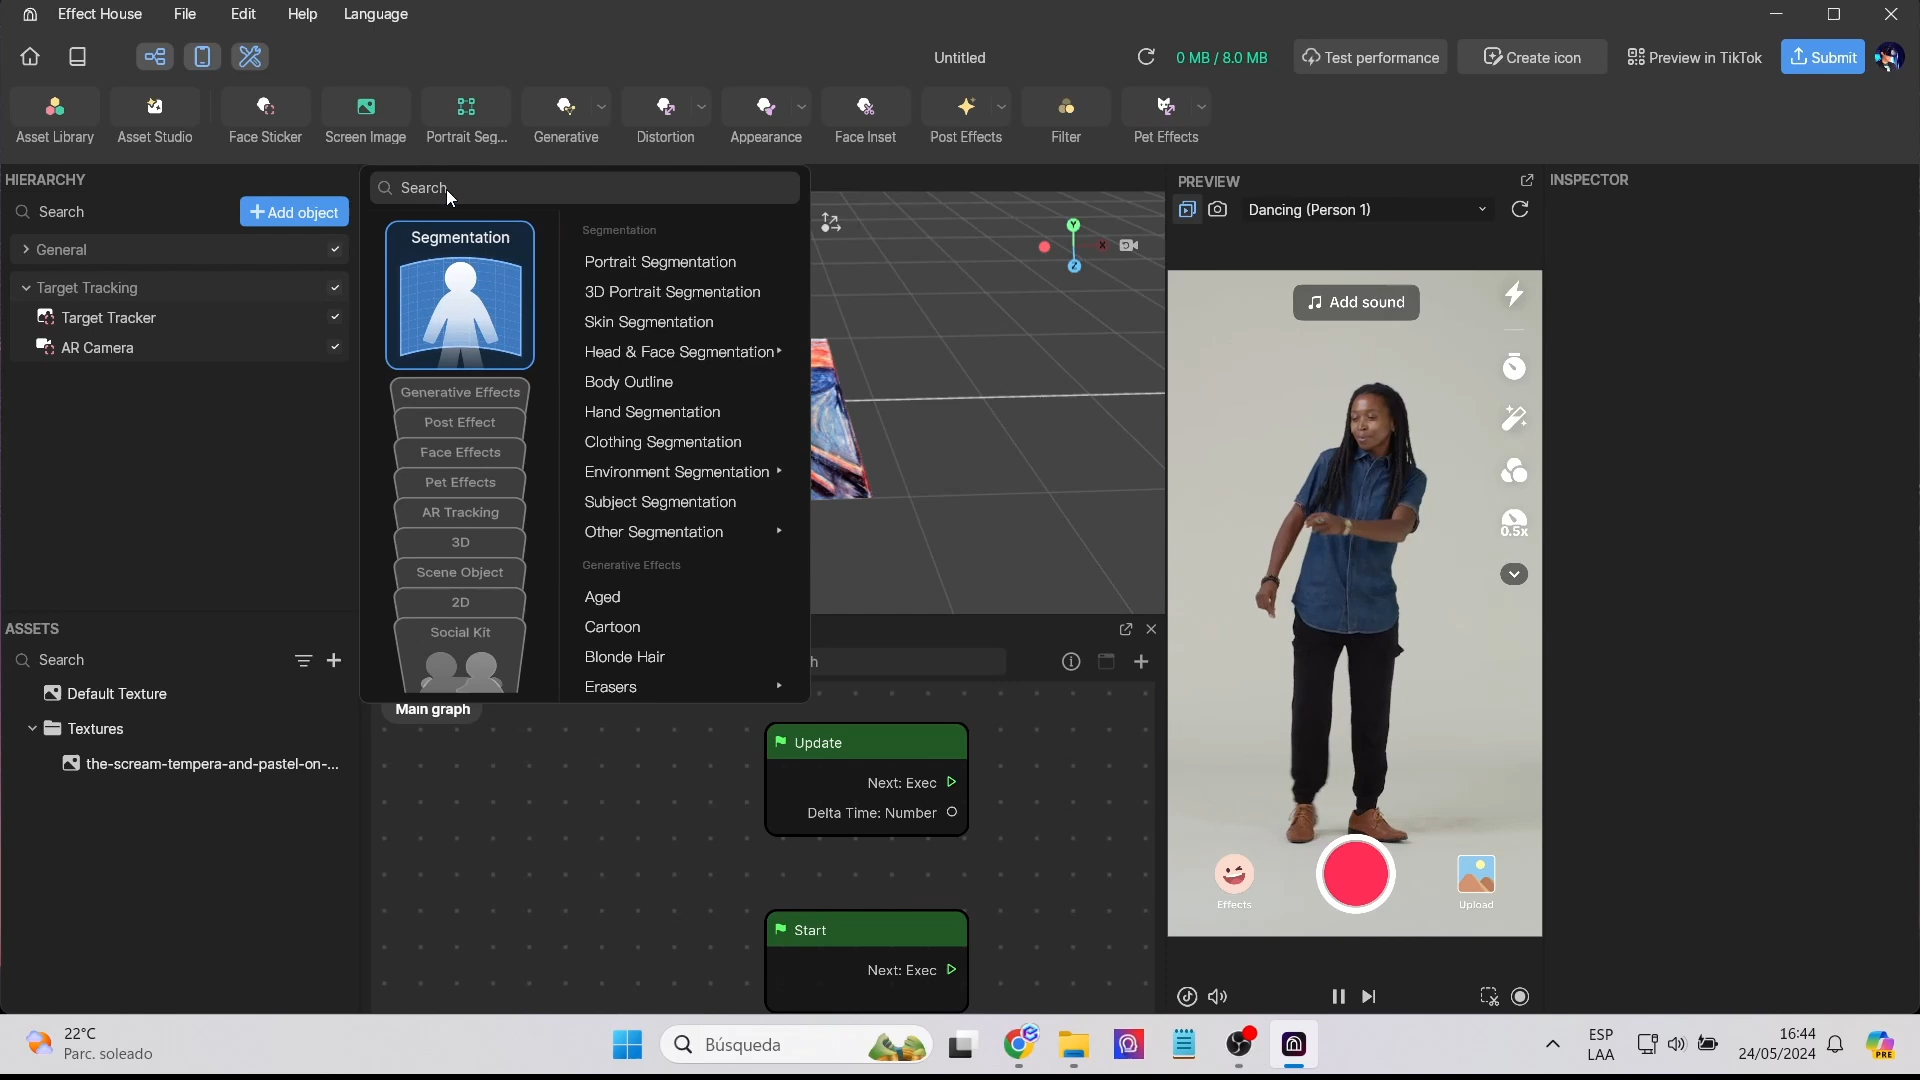 Effect House File Edit Help Language
Untitled
0 MB / 8.0 MB
Test performance
Create icon
Preview in TikTok
Submit
Asset Library
Asset Studio
Face Sticker
Screen Image
Portrait Seg...
Generative
Distortion
Appearance
Face Inset
Post Effects
Filter
Pet Effects
HIERARCHY
Search
Add object
General
Target Tracking
Target Tracker
AR Camera
ASSETS
Search
Default Texture
Textures
the-scream-tempera-and-pastel-on-...
Search
Segmentation
Generative Effects
Post Effect
Face Effects
Pet Effects
AR Tracking
3D
Scene Object
2D
Social Kit
Segmentation
Portrait Segmentation
3D Portrait Segmentation
Skin Segmentation
Head & Face Segmentation
Body Outline
Hand Segmentation
Clothing Segmentation
Environment Segmentation
Subject Segmentation
Other Segmentation
Generative Effects
Aged
Cartoon
Blonde Hair
Erasers
Y
X
Z
Main graph
Update
Next: Exec
Delta Time: Number
Start
Next: Exec
PREVIEW
Dancing (Person 1)
Add sound
0.5x
Effects
Upload
INSPECTOR
22°C
Parc. soleado
Búsqueda
ESP
LAA
16:44
24/05/2024
PRE